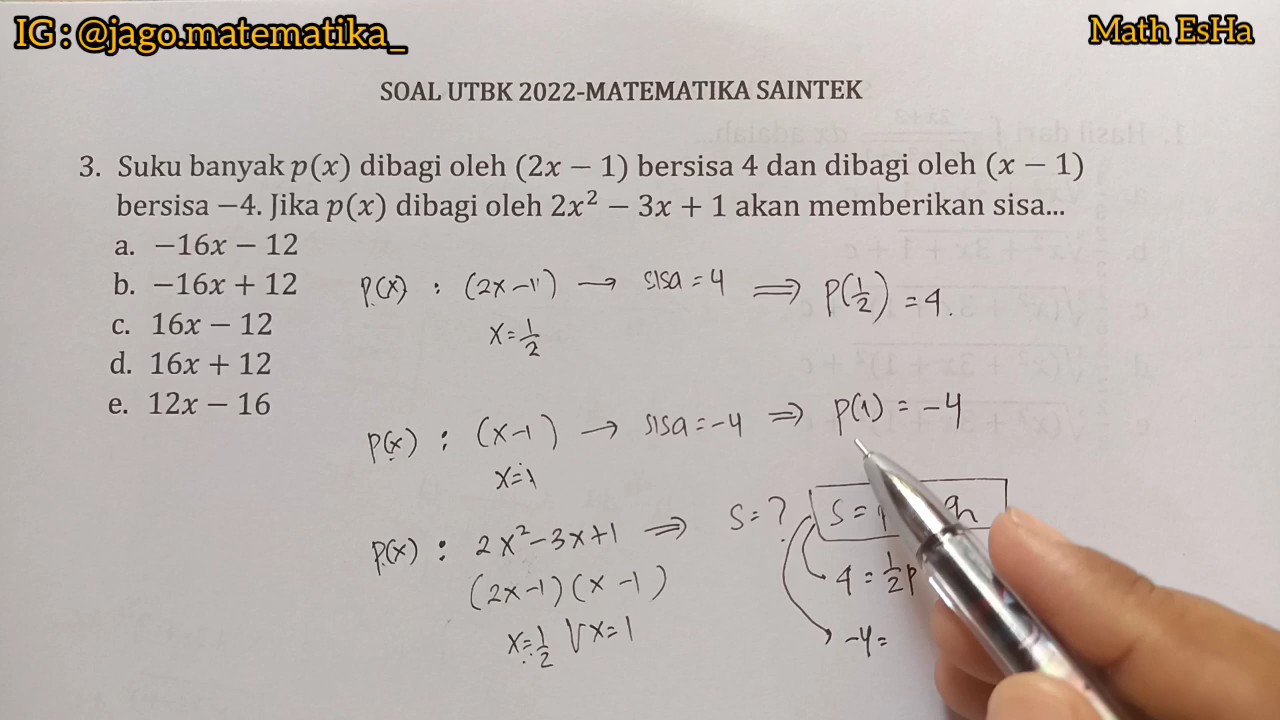 IG : @jago.matematika_
Math EsHa
SOAL UTBK 2022-MATEMATIKA SAINTEK
3. Suku banyak p(x) dibagi oleh (2x − 1) bersisa 4 dan dibagi oleh (x − 1)
bersisa −4. Jika p(x) dibagi oleh 2x² − 3x + 1 akan memberikan sisa...
a. −16x − 12
b. −16x + 12
c. 16x − 12
d. 16x + 12
e. 12x − 16
P(x) : (2x−1) → sisa = 4 ⟹ P(1/2) = 4.
x = 1/2
P(x) : (x−1) → sisa = −4 ⟹ P(1) = −4
x = 1
P(x) : 2x² − 3x + 1 ⟹ S = ? S =
(2x−1)(x−1) 4 = 1/2 P
x = 1/2 V x = 1 −4 =